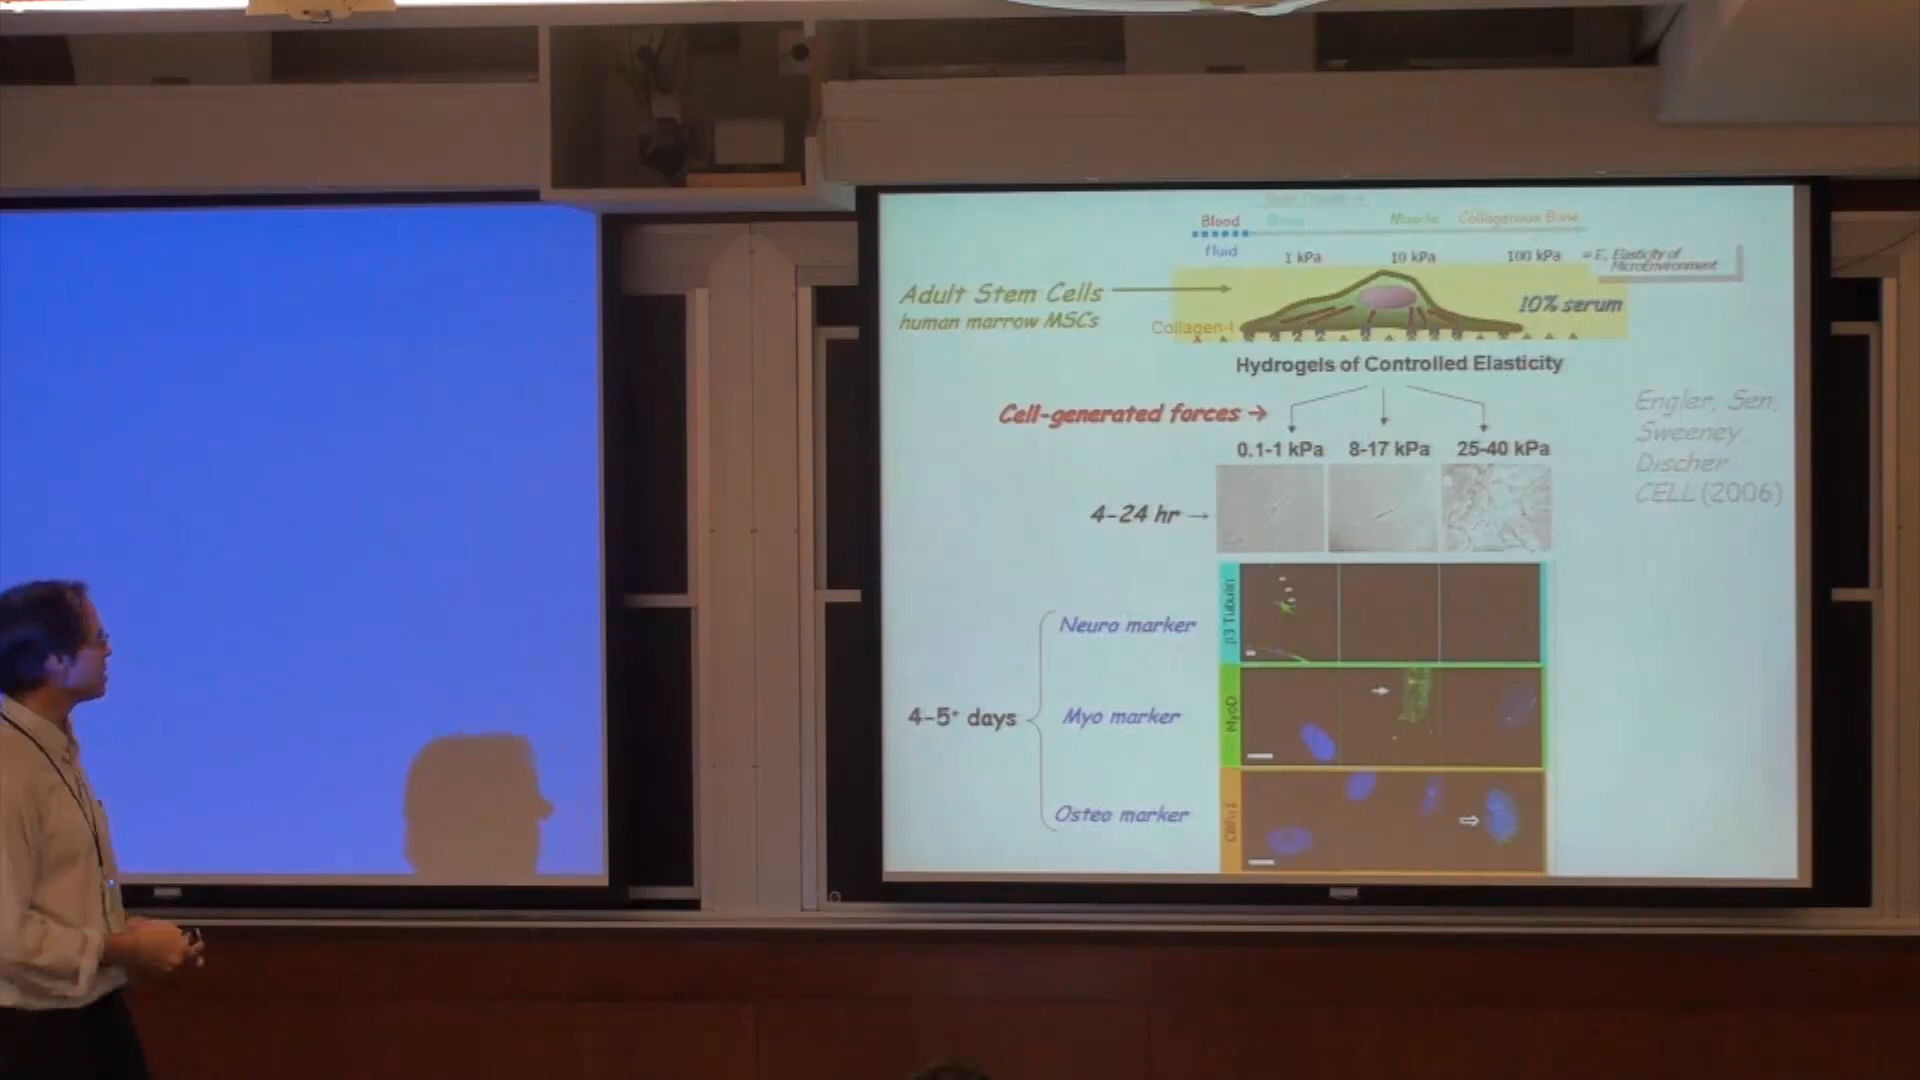 Blood Brain Muscle Collagenous Bone
fluid 1 kPa 10 kPa 100 kPa = E, Elasticity of
MicroEnvironment
Adult Stem Cells
human marrow MSCs
10% serum
Collagen-I
Hydrogels of Controlled Elasticity
Cell-generated forces →
0.1-1 kPa 8-17 kPa 25-40 kPa
Engler, Sen,
Sweeney,
Discher
CELL (2006)
4-24 hr →
β3 Tubulin
Neuro marker
4-5+ days
Myo marker
MyoD
Osteo marker